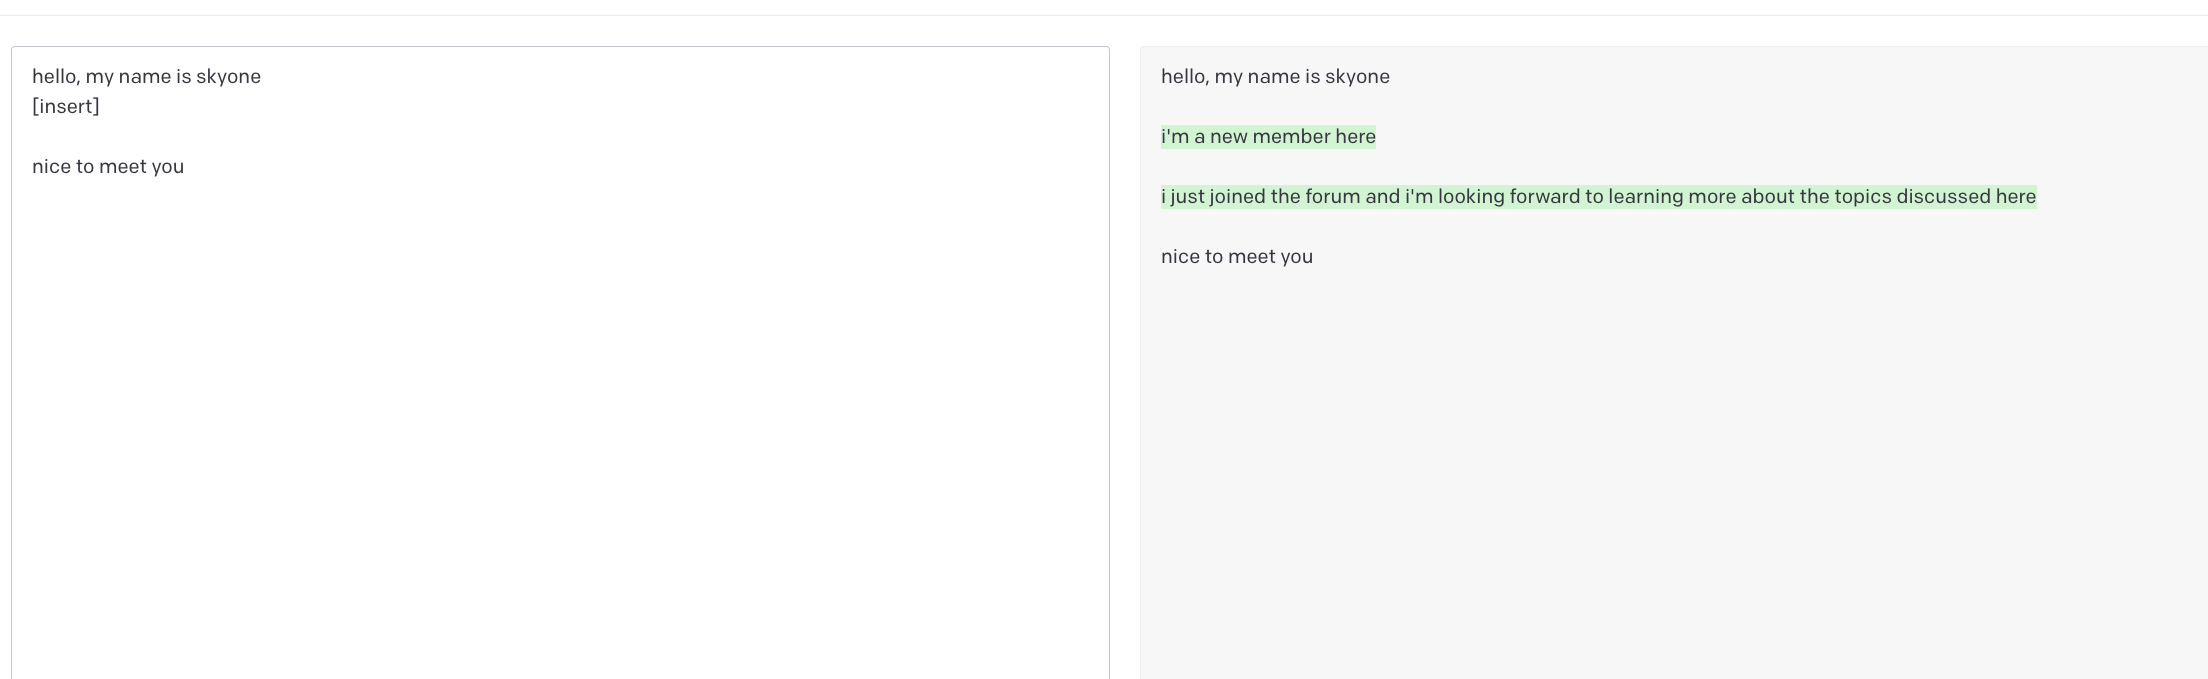 hello, my name is skyone
[insert]
nice to meet you
hello, my name is skyone
i'm a new member here
i just joined the forum and i'm looking forward to learning more about the topics discussed here
nice to meet you